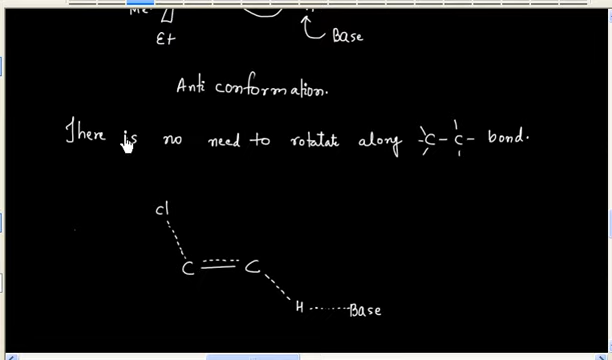 Me
Et
Base
Anti conformation.
There is no need to rotatate along -C-C- bond.
Cl
C C
H Base